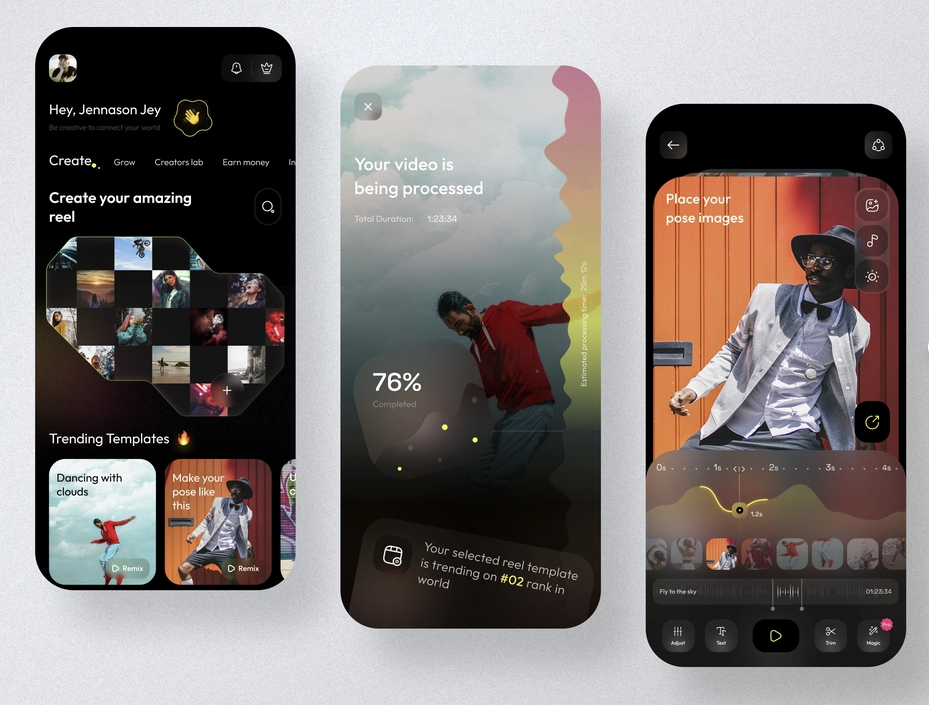 Hey, Jennason Jey
Be creative to connect your world
Create
Grow
Creators lab
Earn money
In
Create your amazing
reel
Trending Templates
Dancing with
clouds
Remix
Make your
pose like
this
Remix
U
c
Your video is
being processed
Total Duration: 1:23:34
Estimated processing time: 20m 12s
76%
Completed
Your selected reel template
is trending on #02 rank in
world
Place your
pose images
0s 1s 2s 3s 4s
1.2s
Fly to the sky
01:23:34
Adjust
Text
Trim
Magic
Pro